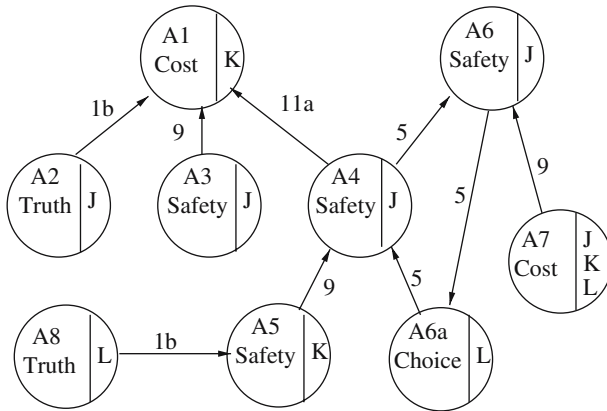 A1
Cost
K
A6
Safety
J
1b
9
11a
5
5
9
A2
Truth
J
A3
Safety
J
A4
Safety
J
A7
Cost
J
K
L
9
5
A8
Truth
L
1b
A5
Safety
K
A6a
Choice
L